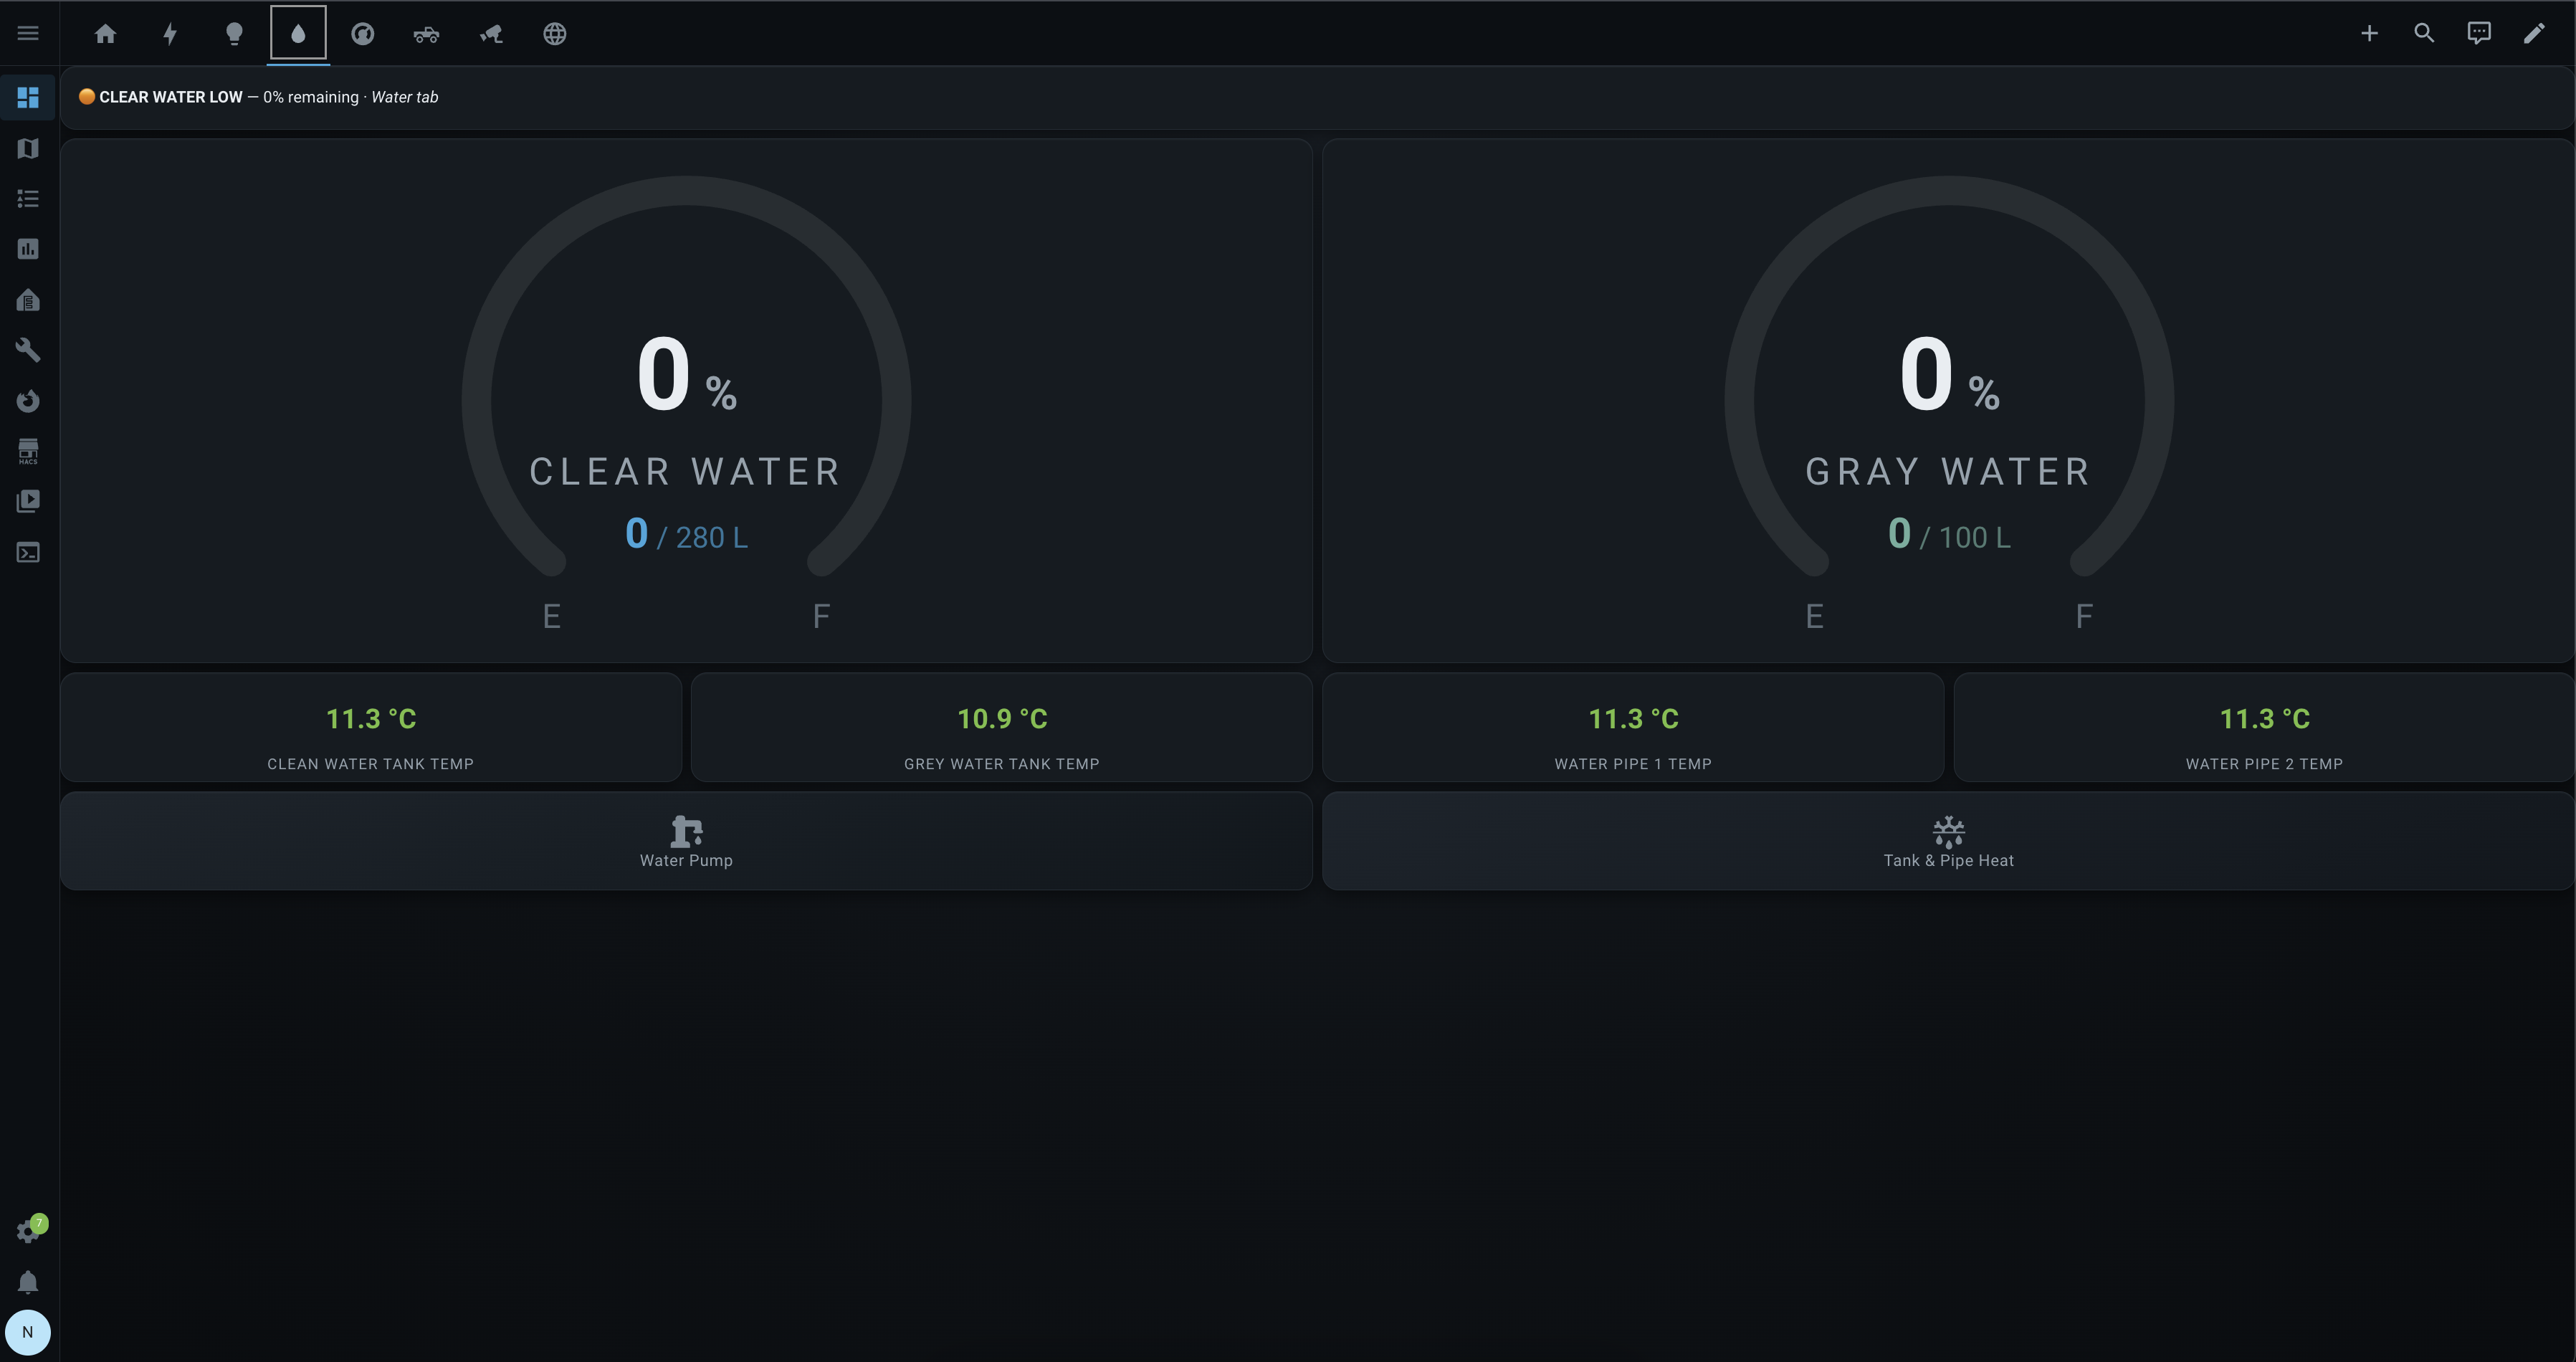 CLEAR WATER LOW — 0% remaining · Water tab
0 %
CLEAR WATER
0 / 280 L
E F
0 %
GRAY WATER
0 / 100 L
E F
11.3 °C
CLEAN WATER TANK TEMP
10.9 °C
GREY WATER TANK TEMP
11.3 °C
WATER PIPE 1 TEMP
11.3 °C
WATER PIPE 2 TEMP
Water Pump
Tank & Pipe Heat
HACS
7
N